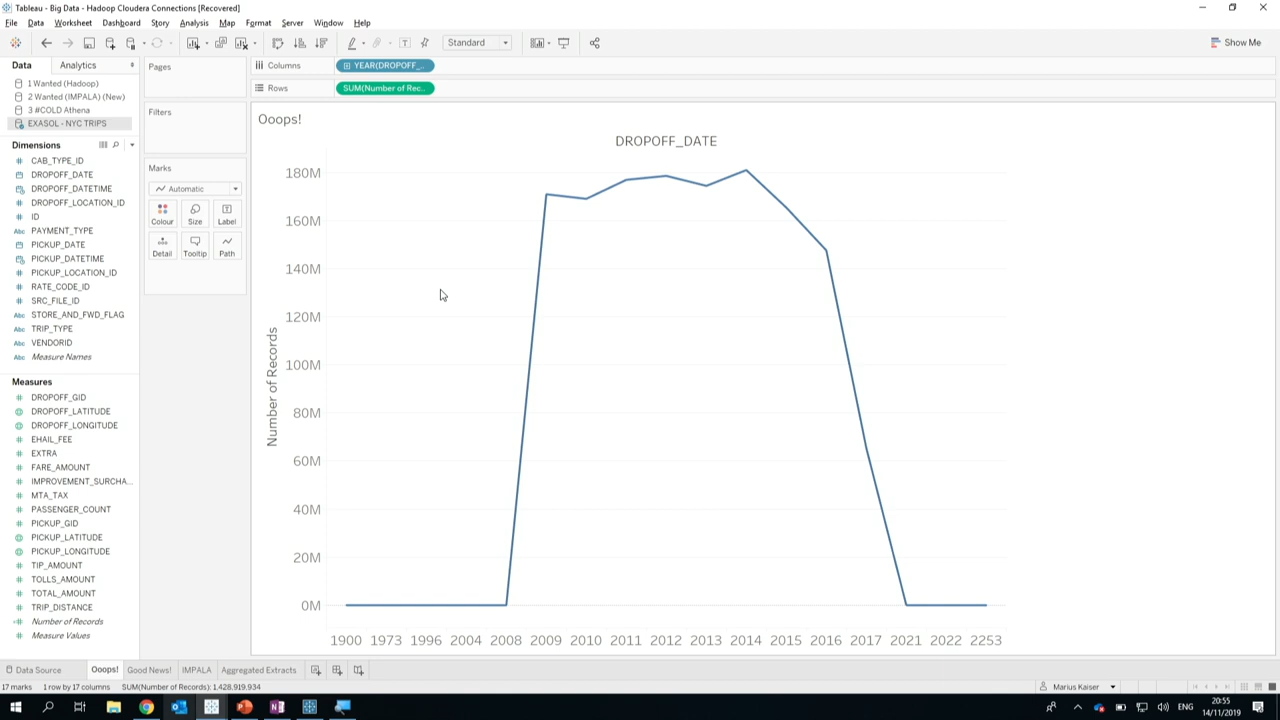 Tableau - Big Data - Hadoop Cloudera Connections [Recovered]
File Data Worksheet Dashboard Story Analysis Map Format Server Window Help
Standard
Show Me
Data Analytics
1 Wanted (Hadoop)
2 Wanted (IMPALA) (New)
3 #COLD Athena
EXASOL - NYC TRIPS
Dimensions
CAB_TYPE_ID
DROPOFF_DATE
DROPOFF_DATETIME
DROPOFF_LOCATION_ID
ID
Abc PAYMENT_TYPE
PICKUP_DATE
PICKUP_DATETIME
PICKUP_LOCATION_ID
RATE_CODE_ID
SRC_FILE_ID
Abc STORE_AND_FWD_FLAG
Abc TRIP_TYPE
Abc VENDORID
Abc Measure Names
Measures
DROPOFF_GID
DROPOFF_LATITUDE
DROPOFF_LONGITUDE
EHAIL_FEE
EXTRA
FARE_AMOUNT
IMPROVEMENT_SURCHA...
MTA_TAX
PASSENGER_COUNT
PICKUP_GID
PICKUP_LATITUDE
PICKUP_LONGITUDE
TIP_AMOUNT
TOLLS_AMOUNT
TOTAL_AMOUNT
TRIP_DISTANCE
Number of Records
Measure Values
Pages
Filters
Marks
Automatic
Colour Size Label
Detail Tooltip Path
Columns YEAR(DROPOFF_..
Rows SUM(Number of Rec..
Ooops!
DROPOFF_DATE
Number of Records
180M
160M
140M
120M
100M
80M
60M
40M
20M
0M
1900 1973 1996 2004 2008 2009 2010 2011 2012 2013 2014 2015 2016 2017 2021 2022 2253
Data Source Ooops! Good News! IMPALA Aggregated Extracts
17 marks 1 row by 17 columns SUM(Number of Records): 1.428.919.934
Marius Kaiser
ENG
20:55
14/11/2019